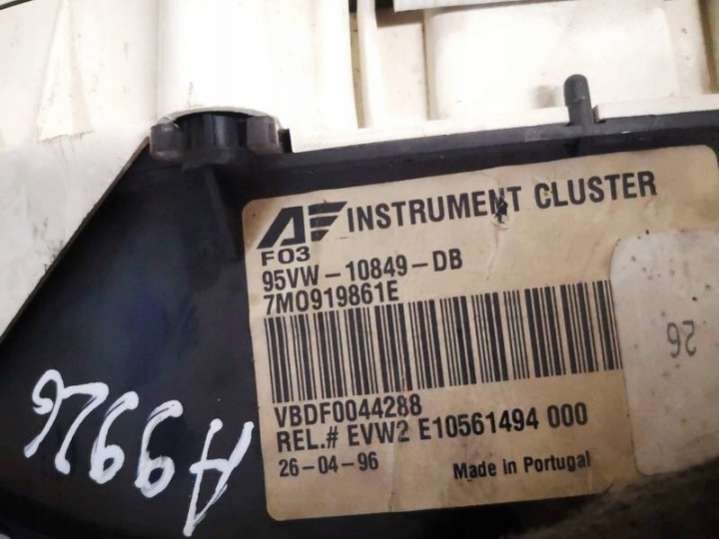 AF INSTRUMENT CLUSTER
F03
95VW-10849-DB
7M0919861E
VBDF0044288
REL.# EVW2 E10561494 000
26-04-96 Made in Portugal
26
A9926